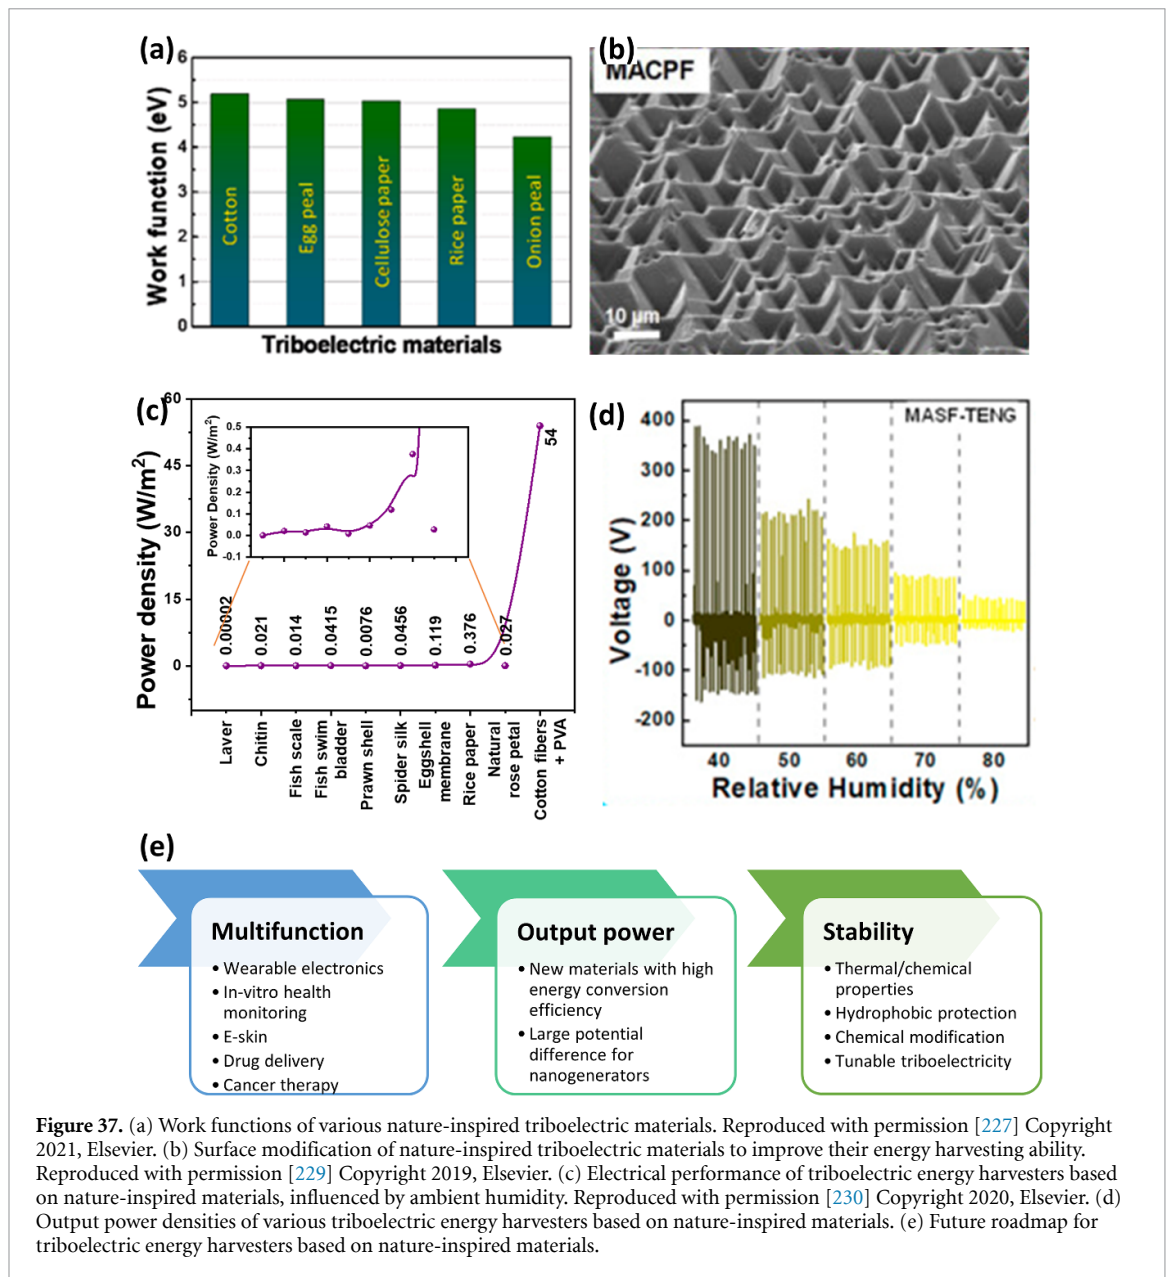 (a)
6
5
4
3
2
1
0
Work function (eV)
Cotton
Egg peal
Cellulose paper
Rice paper
Onion peal
Triboelectric materials
(b)
MACPF
10 µm
(c)
60
45
30
15
0
Power density (W/m²)
0.5
0.4
0.3
0.2
0.1
0.0
-0.1
Power Density (W/m²)
0.00002
0.021
0.014
0.0415
0.0076
0.0456
0.119
0.376
0.027
54
Laver
Chitin
Fish scale
Fish swim
bladder
Prawn shell
Spider silk
Eggshell
membrane
Rice paper
Natural
rose petal
Cotton fibers
+ PVA
(d)
MASF-TENG
400
300
200
100
0
-100
-200
Voltage (V)
40 50 60 70 80
Relative Humidity (%)
(e)
Multifunction
• Wearable electronics
• In-vitro health
monitoring
• E-skin
• Drug delivery
• Cancer therapy
Output power
• New materials with high
energy conversion
efficiency
• Large potential
difference for
nanogenerators
Stability
• Thermal/chemical
properties
• Hydrophobic protection
• Chemical modification
• Tunable triboelectricity
Figure 37. (a) Work functions of various nature-inspired triboelectric materials. Reproduced with permission [227] Copyright
2021, Elsevier. (b) Surface modification of nature-inspired triboelectric materials to improve their energy harvesting ability.
Reproduced with permission [229] Copyright 2019, Elsevier. (c) Electrical performance of triboelectric energy harvesters based
on nature-inspired materials, influenced by ambient humidity. Reproduced with permission [230] Copyright 2020, Elsevier. (d)
Output power densities of various triboelectric energy harvesters based on nature-inspired materials. (e) Future roadmap for
triboelectric energy harvesters based on nature-inspired materials.